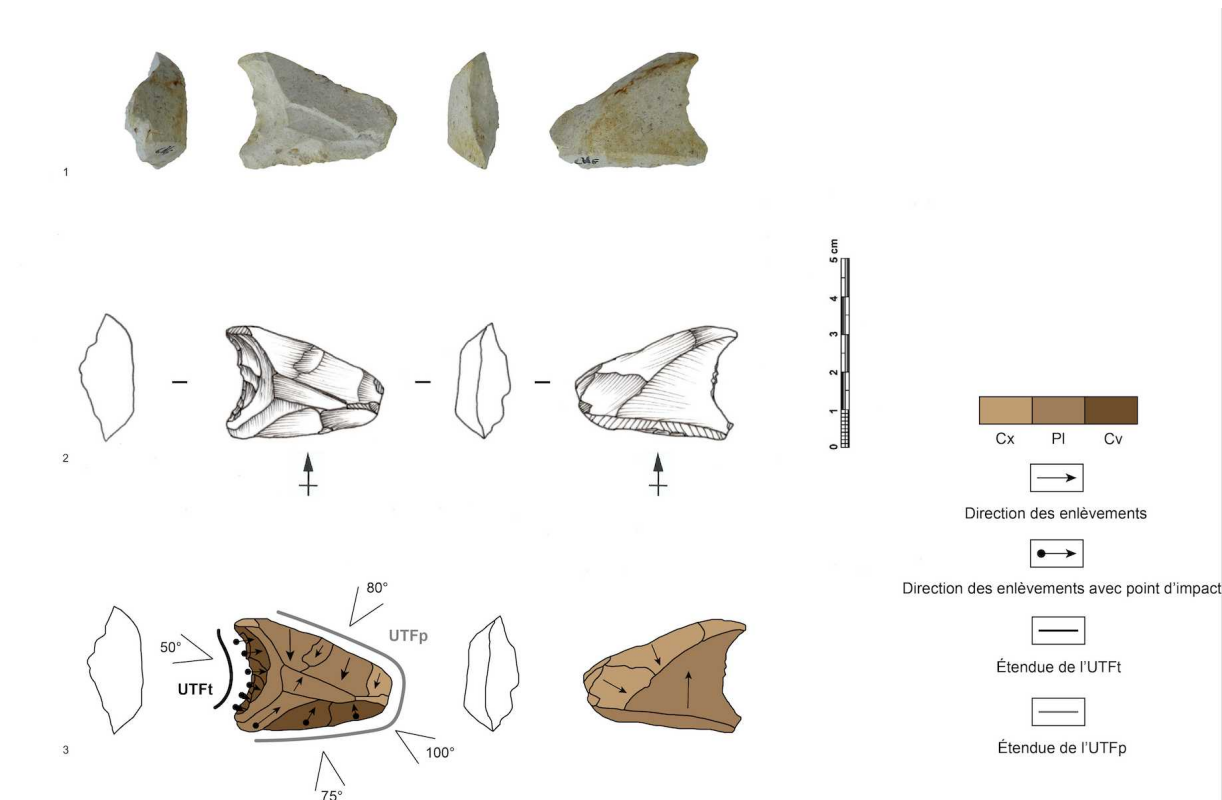 1
5 cm
4
3
2
1
0
2
Cx Pl Cv
Direction des enlèvements
Direction des enlèvements avec point d'impact
Étendue de l'UTFt
Étendue de l'UTFp
80°
UTFp
50°
UTFt
100°
75°
3